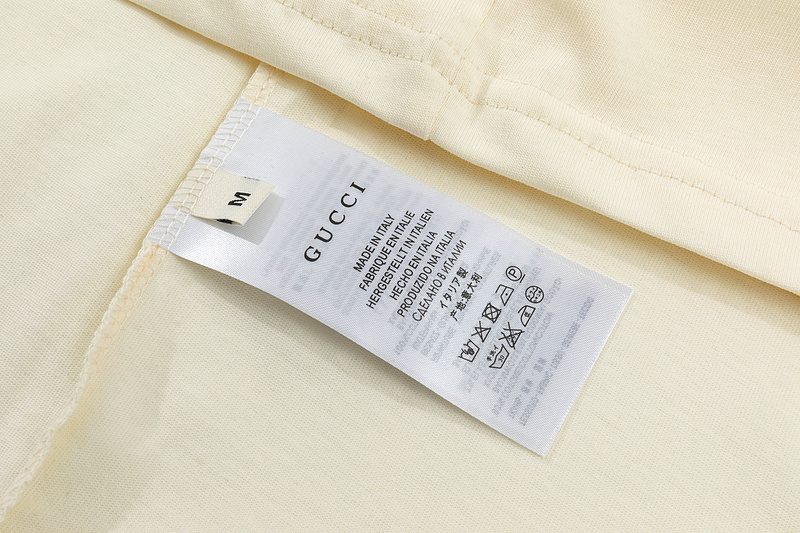 M
GUCCI
MADE IN ITALY
FABRIQUE EN ITALIE
HERGESTELLT IN ITALIEN
HECHO EN ITALIA
PRODUZIDO NA ITALIA
СДЕЛАНО В ИТАЛИИ
イタリア製
产地:意大利